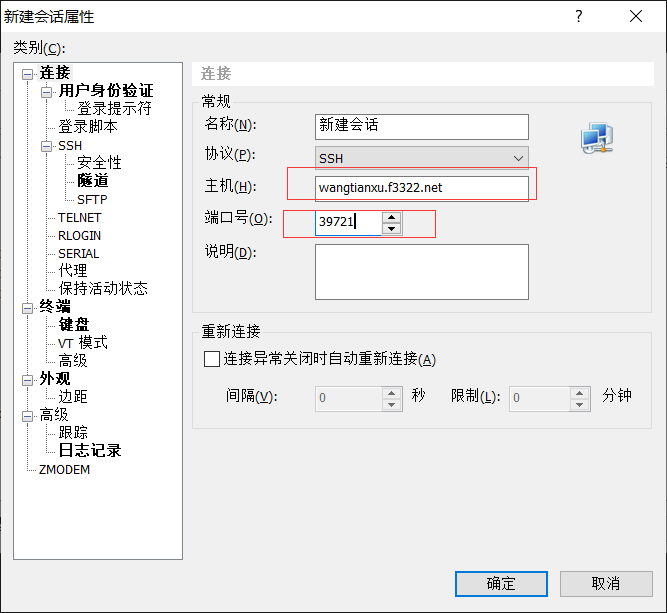 新建会话属性
类别(C):
连接
用户身份验证
登录提示符
登录脚本
SSH
安全性
隧道
SFTP
TELNET
RLOGIN
SERIAL
代理
保持活动状态
终端
键盘
VT 模式
高级
外观
边距
高级
跟踪
日志记录
ZMODEM
连接
常规
名称(N): 新建会话
协议(P): SSH
主机(H): wangtianxu.f3322.net
端口号(O): 39721
说明(D):
重新连接
连接异常关闭时自动重新连接(A)
间隔(V): 0 秒 限制(L): 0 分钟
确定 取消